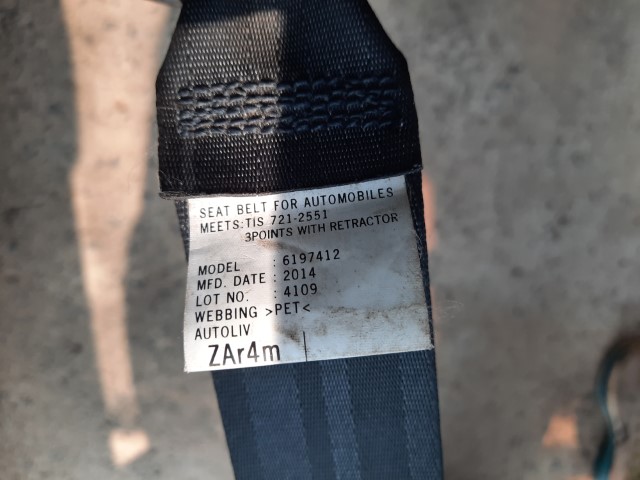 SEAT BELT FOR AUTOMOBILES
MEETS:TIS 721-2551
3POINTS WITH RETRACTOR
MODEL : 6197412
MFD. DATE : 2014
LOT NO. : 4109
WEBBING >PET<
AUTOLIV
ZAr4m